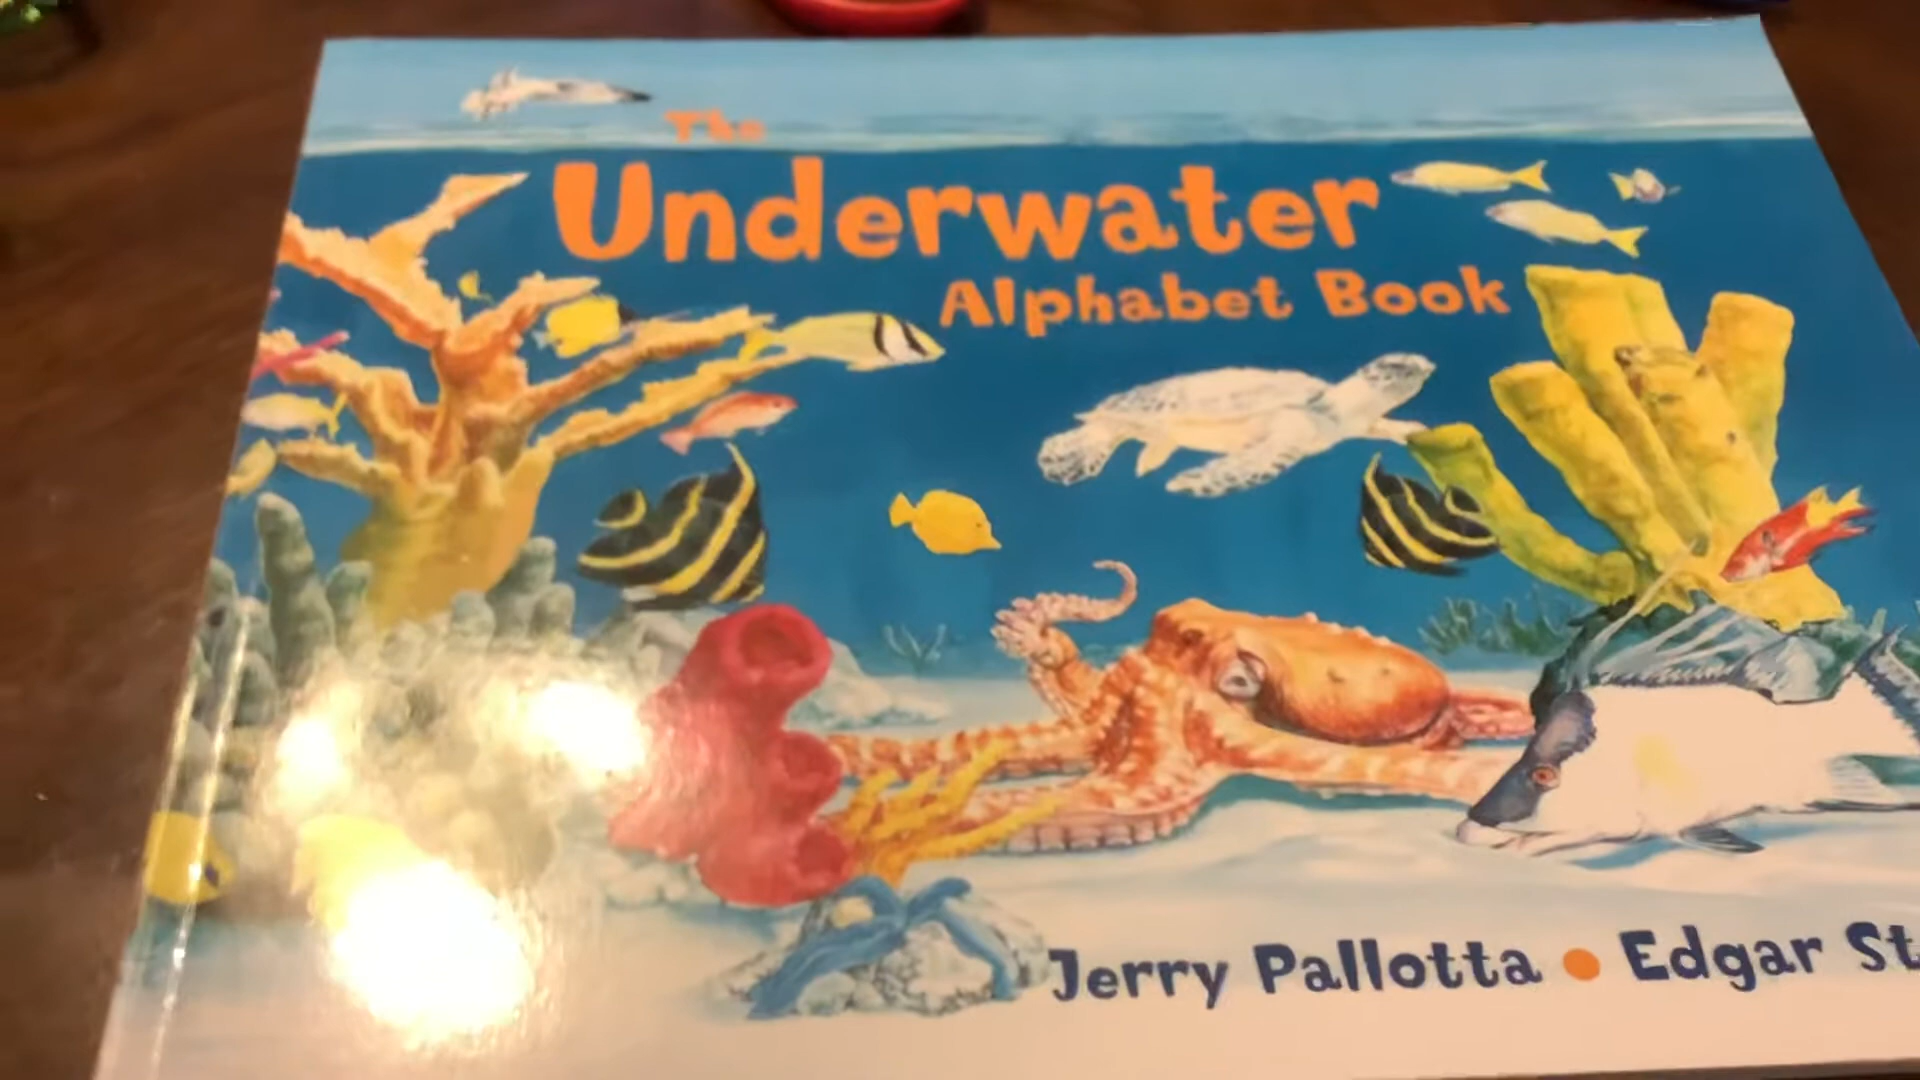 The
Underwater
Alphabet Book
Jerry Pallotta • Edgar St